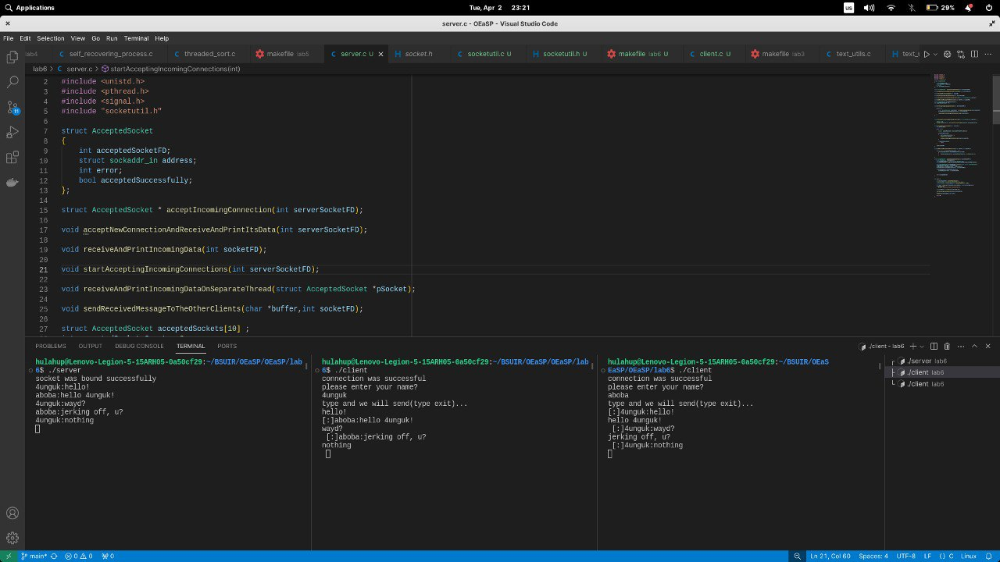 Applications
Tue, Apr 2 23:21
us
29%
server.c - OEaSP - Visual Studio Code
File Edit Selection View Go Run Terminal Help
lab4 self_recovering_process.c threaded_sort.c makefile lab5 server.c U socket.h socketutil.c U socketutil.h U makefile lab6 U client.c U makefile lab3 text_utils.c text_u
lab6 > server.c > startAcceptingIncomingConnections(int)
2 #include <unistd.h>
3 #include <pthread.h>
4 #include <signal.h>
5 #include "socketutil.h"
6
7 struct AcceptedSocket
8 {
9 int acceptedSocketFD;
10 struct sockaddr_in address;
11 int error;
12 bool acceptedSuccessfully;
13 };
14
15 struct AcceptedSocket * acceptIncomingConnection(int serverSocketFD);
16
17 void acceptNewConnectionAndReceiveAndPrintItsData(int serverSocketFD);
18
19 void receiveAndPrintIncomingData(int socketFD);
20
21 void startAcceptingIncomingConnections(int serverSocketFD);
22
23 void receiveAndPrintIncomingDataOnSeparateThread(struct AcceptedSocket *pSocket);
24
25 void sendReceivedMessageToTheOtherClients(char *buffer,int socketFD);
26
27 struct AcceptedSocket acceptedSockets[10] ;
11
PROBLEMS OUTPUT DEBUG CONSOLE TERMINAL PORTS
./client - lab6
hulahup@Lenovo-Legion-5-15ARH05-0a50cf29:~/BSUIR/OEaSP/OEaSP/lab
6$ ./server
socket was bound successfully
4unguk:hello!
aboba:hello 4unguk!
4unguk:wayd?
aboba:jerking off, u?
4unguk:nothing
hulahup@Lenovo-Legion-5-15ARH05-0a50cf29:~/BSUIR/OEaSP/OEaSP/lab
6$ ./client
connection was successful
please enter your name?
4unguk
type and we will send(type exit)...
hello!
[:]aboba:hello 4unguk!
wayd?
[:]aboba:jerking off, u?
nothing
hulahup@Lenovo-Legion-5-15ARH05-0a50cf29:~/BSUIR/OEaS
EaSP/OEaSP/lab6$ ./client
connection was successful
please enter your name?
aboba
type and we will send(type exit)...
[:]4unguk:hello!
hello 4unguk!
[:]4unguk:wayd?
jerking off, u?
[:]4unguk:nothing
./server lab6
./client lab6
./client lab6
main* 0 0 0
Ln 21, Col 60 Spaces: 4 UTF-8 LF {} C Linux